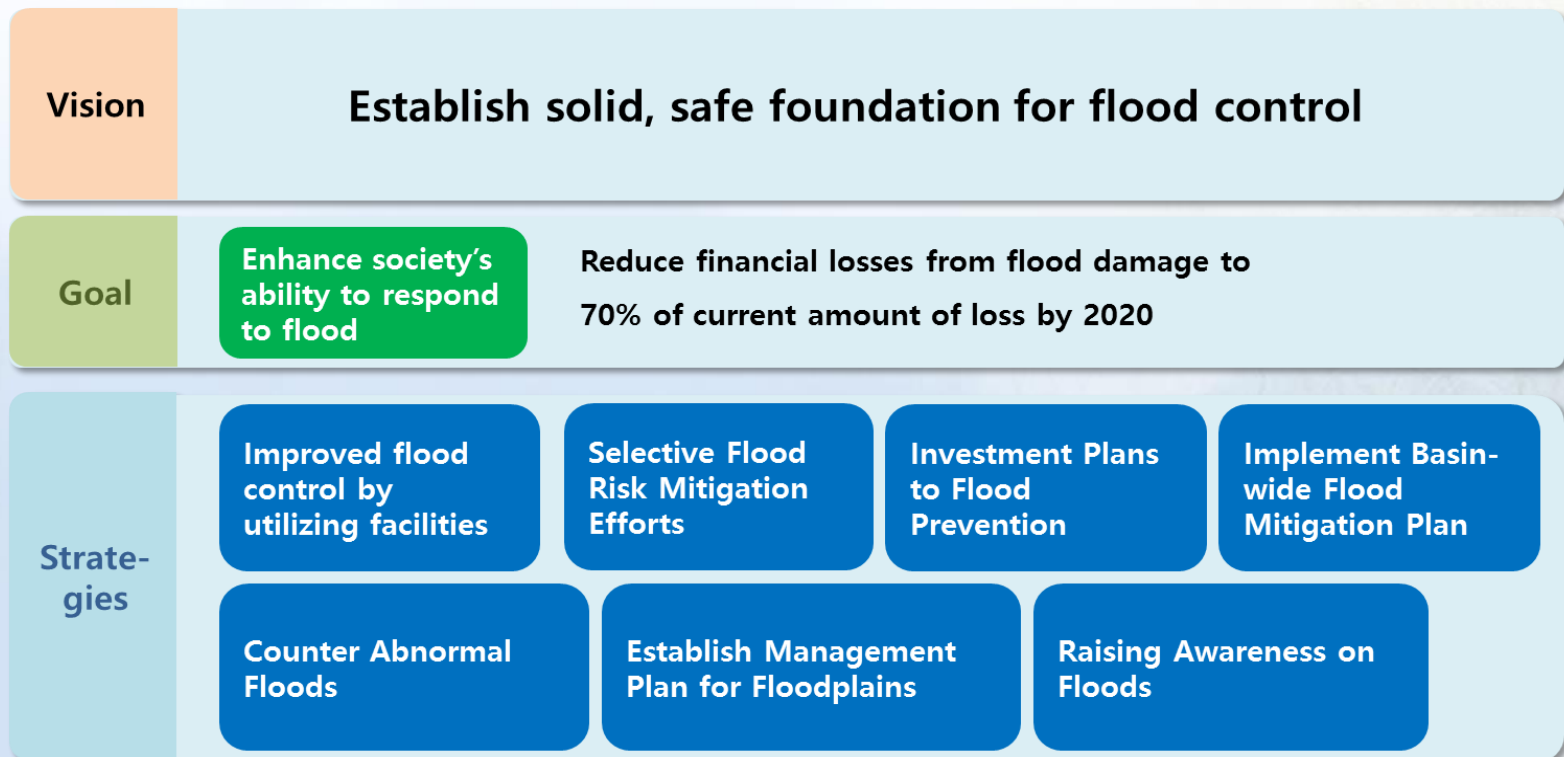 Vision
Establish solid, safe foundation for flood control
Goal
Enhance society's
ability to respond
to flood
Reduce financial losses from flood damage to
70% of current amount of loss by 2020
Strate-
gies
Improved flood
control by
utilizing facilities
Selective Flood
Risk Mitigation
Efforts
Investment Plans
to Flood
Prevention
Implement Basin-
wide Flood
Mitigation Plan
Counter Abnormal
Floods
Establish Management
Plan for Floodplains
Raising Awareness on
Floods